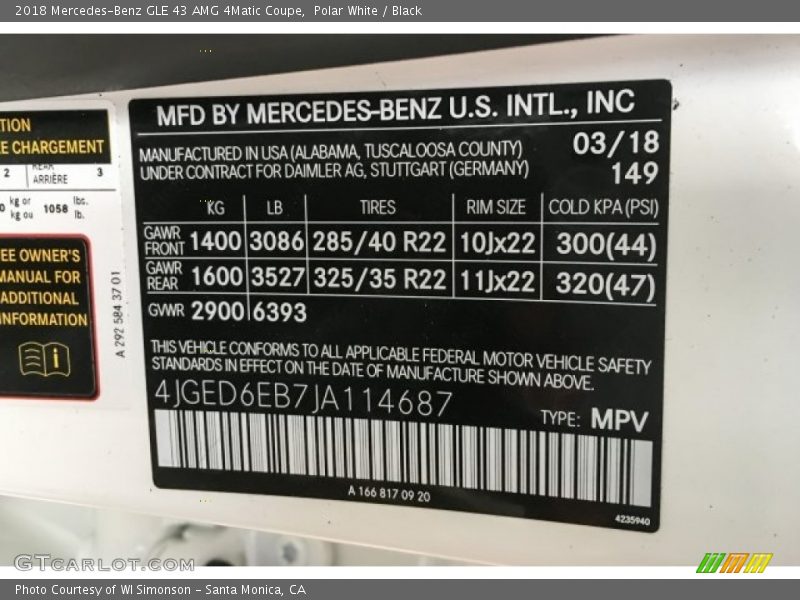 2018 Mercedes-Benz GLE 43 AMG 4Matic Coupe, Polar White / Black
TION
E CHARGEMENT
2 REAR 3
ARRIÈRE
0 kg or 1058 lbs.
kg ou lb.
EE OWNER'S
MANUAL FOR
ADDITIONAL
INFORMATION
A 292 584 37 01
MFD BY MERCEDES-BENZ U.S. INTL., INC
MANUFACTURED IN USA (ALABAMA, TUSCALOOSA COUNTY) 03/18
UNDER CONTRACT FOR DAIMLER AG, STUTTGART (GERMANY) 149
KG LB TIRES RIM SIZE COLD KPA (PSI)
GAWR FRONT 1400 3086 285/40 R22 10Jx22 300(44)
GAWR REAR 1600 3527 325/35 R22 11Jx22 320(47)
GVWR 2900 6393
THIS VEHICLE CONFORMS TO ALL APPLICABLE FEDERAL MOTOR VEHICLE SAFETY
STANDARDS IN EFFECT ON THE DATE OF MANUFACTURE SHOWN ABOVE.
4JGED6EB7JA114687
TYPE: MPV
A 166 817 09 20
4235940
GTcarlot.com
Photo Courtesy of WI Simonson - Santa Monica, CA